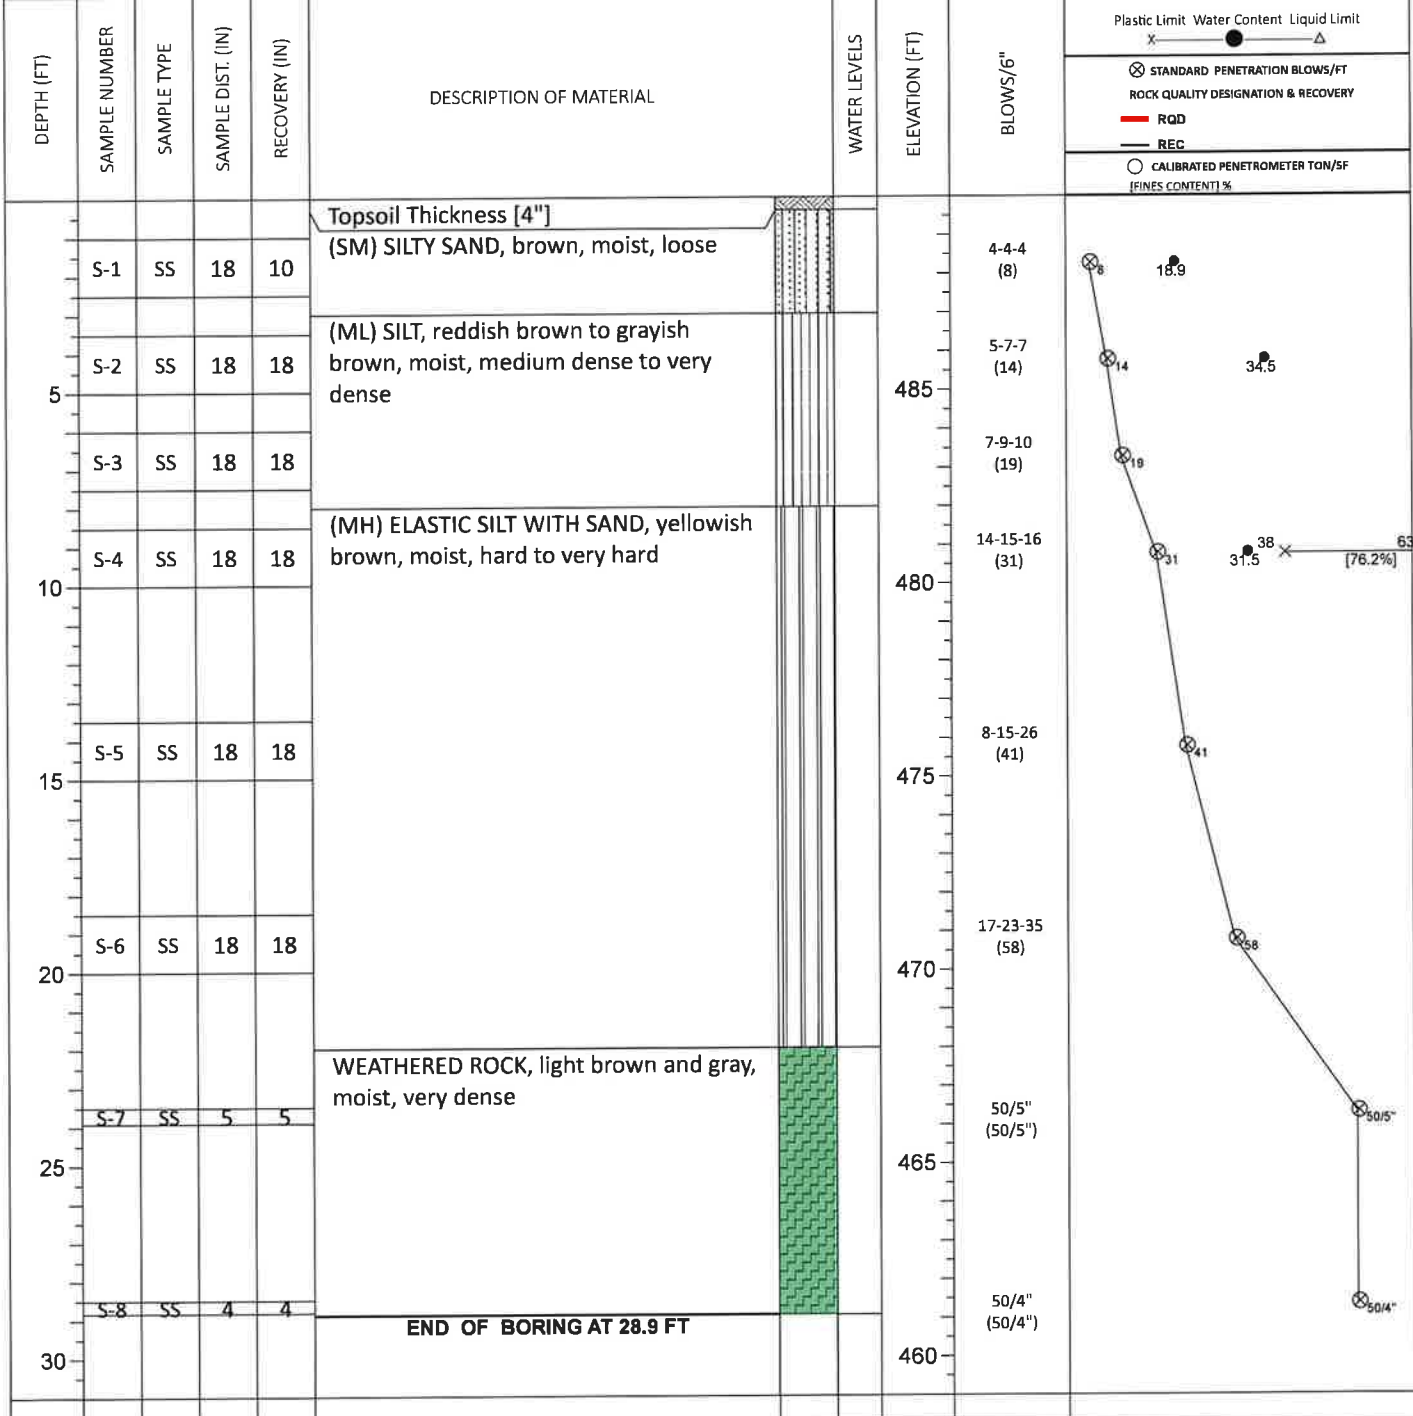 DEPTH (FT)
SAMPLE NUMBER
SAMPLE TYPE
SAMPLE DIST. (IN)
RECOVERY (IN)
DESCRIPTION OF MATERIAL
WATER LEVELS
ELEVATION (FT)
BLOWS/6"
Plastic Limit Water Content Liquid Limit
X △
⊗ STANDARD PENETRATION BLOWS/FT
ROCK QUALITY DESIGNATION & RECOVERY
RQD
REC
○ CALIBRATED PENETROMETER TON/SF
[FINES CONTENT] %
Topsoil Thickness [4"]
(SM) SILTY SAND, brown, moist, loose
S-1 SS 18 10
4-4-4
(8)
8
18.9
(ML) SILT, reddish brown to grayish
brown, moist, medium dense to very
dense
S-2 SS 18 18
5-7-7
(14)
14
34.5
5
485
S-3 SS 18 18
7-9-10
(19)
19
(MH) ELASTIC SILT WITH SAND, yellowish
brown, moist, hard to very hard
S-4 SS 18 18
14-15-16
(31)
31
31.5
38
63
[76.2%]
10
480
S-5 SS 18 18
8-15-26
(41)
41
15
475
S-6 SS 18 18
17-23-35
(58)
58
20
470
WEATHERED ROCK, light brown and gray,
moist, very dense
S-7 SS 5 5
50/5"
(50/5")
50/5"
25
465
S-8 SS 4 4
50/4"
(50/4")
50/4"
END OF BORING AT 28.9 FT
30
460